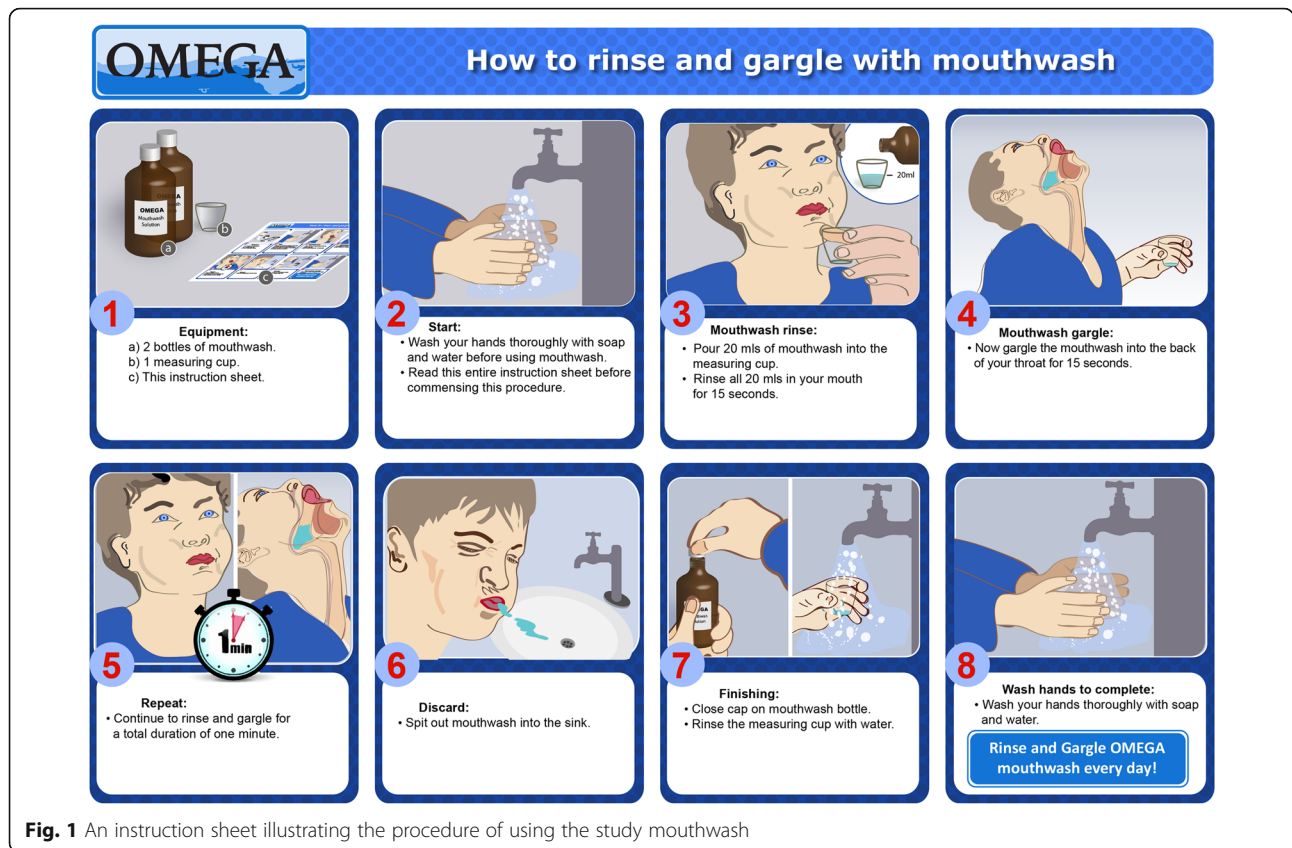 OMEGA
How to rinse and gargle with mouthwash
OMEGA
Mouthwash
Solution
a
b
c
1
Equipment:
a) 2 bottles of mouthwash.
b) 1 measuring cup.
c) This instruction sheet.
2
Start:
• Wash your hands thoroughly with soap
and water before using mouthwash.
• Read this entire instruction sheet before
commensing this procedure.
20ml
3
Mouthwash rinse:
• Pour 20 mls of mouthwash into the
measuring cup.
• Rinse all 20 mls in your mouth
for 15 seconds.
4
Mouthwash gargle:
• Now gargle the mouthwash into the back
of your throat for 15 seconds.
1 min
5
Repeat:
• Continue to rinse and gargle for
a total duration of one minute.
6
Discard:
• Spit out mouthwash into the sink.
7
Finishing:
• Close cap on mouthwash bottle.
• Rinse the measuring cup with water.
8
Wash hands to complete:
• Wash your hands thoroughly with soap
and water.
Rinse and Gargle OMEGA
mouthwash every day!
Fig. 1 An instruction sheet illustrating the procedure of using the study mouthwash